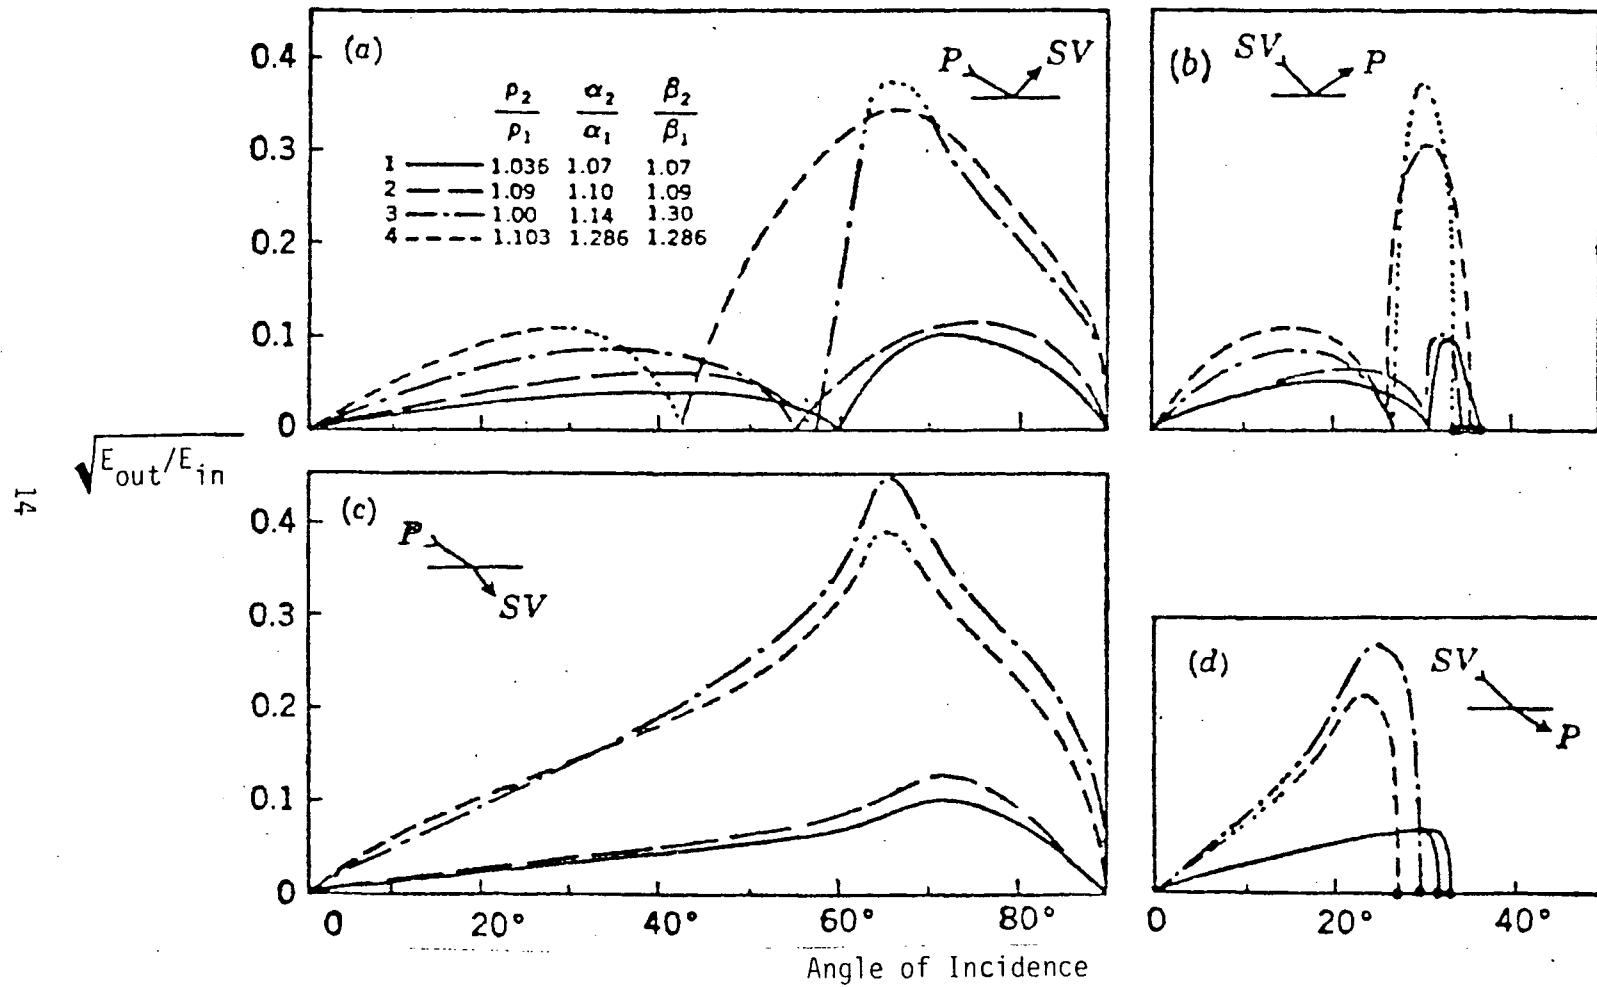 (a)
P SV
ρ2/ρ1 α2/α1 β2/β1
1 1.036 1.07 1.07
2 1.09 1.10 1.09
3 1.00 1.14 1.30
4 1.103 1.286 1.286
0.4
0.3
0.2
0.1
0
(b)
SV P
√Eout/Ein
14
(c)
P
SV
0.4
0.3
0.2
0.1
0
0 20° 40° 60° 80°
(d)
SV
P
0 20° 40°
Angle of Incidence